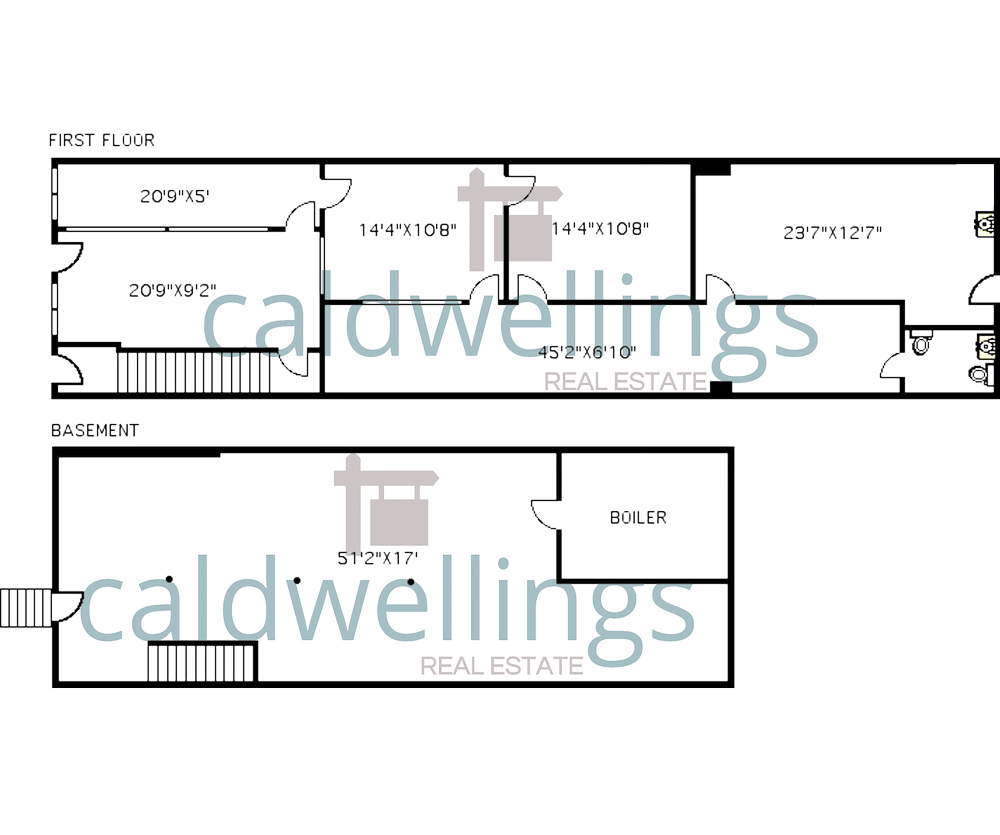 FIRST FLOOR
20'9"X5'
14'4"X10'8"
14'4"X10'8"
23'7"X12'7"
20'9"X9'2"
caldwellings
45'2"X6'10"
REAL ESTATE
BASEMENT
BOILER
51'2"X17'
caldwellings
REAL ESTATE